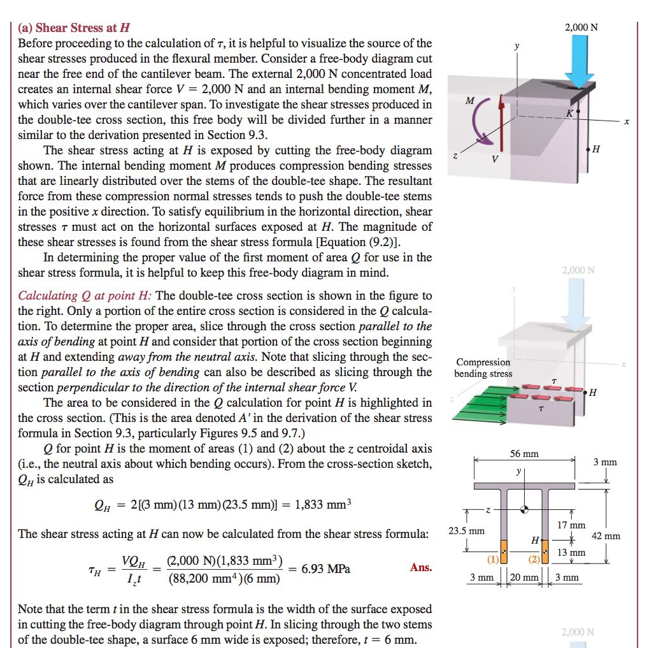 (a) Shear Stress at H
Before proceeding to the calculation of τ, it is helpful to visualize the source of the
shear stresses produced in the flexural member. Consider a free-body diagram cut
near the free end of the cantilever beam. The external 2,000 N concentrated load
creates an internal shear force V = 2,000 N and an internal bending moment M,
which varies over the cantilever span. To investigate the shear stresses produced in
the double-tee cross section, this free body will be divided further in a manner
similar to the derivation presented in Section 9.3.
The shear stress acting at H is exposed by cutting the free-body diagram
shown. The internal bending moment M produces compression bending stresses
that are linearly distributed over the stems of the double-tee shape. The resultant
force from these compression normal stresses tends to push the double-tee stems
in the positive x direction. To satisfy equilibrium in the horizontal direction, shear
stresses τ must act on the horizontal surfaces exposed at H. The magnitude of
these shear stresses is found from the shear stress formula [Equation (9.2)].
In determining the proper value of the first moment of area Q for use in the
shear stress formula, it is helpful to keep this free-body diagram in mind.
Calculating Q at point H: The double-tee cross section is shown in the figure to
the right. Only a portion of the entire cross section is considered in the Q calcula-
tion. To determine the proper area, slice through the cross section parallel to the
axis of bending at point H and consider that portion of the cross section beginning
at H and extending away from the neutral axis. Note that slicing through the sec-
tion parallel to the axis of bending can also be described as slicing through the
section perpendicular to the direction of the internal shear force V.
The area to be considered in the Q calculation for point H is highlighted in
the cross section. (This is the area denoted A' in the derivation of the shear stress
formula in Section 9.3, particularly Figures 9.5 and 9.7.)
Q for point H is the moment of areas (1) and (2) about the z centroidal axis
(i.e., the neutral axis about which bending occurs). From the cross-section sketch,
Q_H is calculated as
Q_H = 2[(3 mm)(13 mm)(23.5 mm)] = 1,833 mm³
The shear stress acting at H can now be calculated from the shear stress formula:
τ_H = VQ_H / I_z t = (2,000 N)(1,833 mm³) / (88,200 mm⁴)(6 mm) = 6.93 MPa Ans.
Note that the term t in the shear stress formula is the width of the surface exposed
in cutting the free-body diagram through point H. In slicing through the two stems
of the double-tee shape, a surface 6 mm wide is exposed; therefore, t = 6 mm.
2,000 N
y
M
K
x
H
z
V
2,000 N
y
x
Compression
bending stress
τ
H
τ
z
56 mm
3 mm
y
z
23.5 mm
17 mm
H
42 mm
13 mm
(1)
(2)
3 mm
20 mm
3 mm
2,000 N